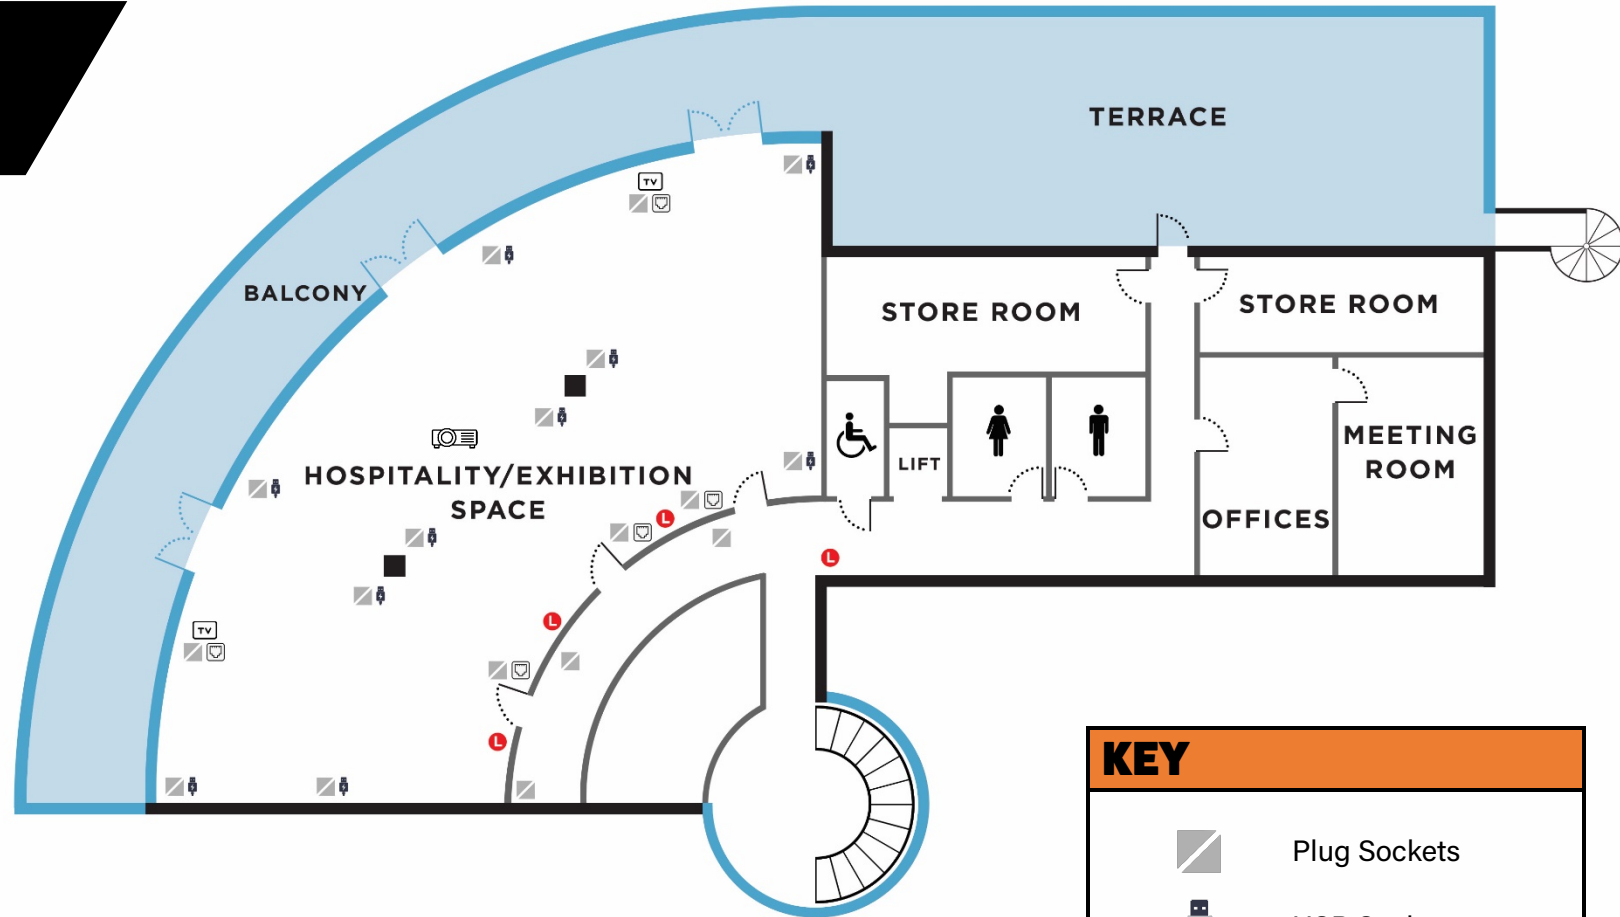 TERRACE
TV
BALCONY
STORE ROOM
STORE ROOM
HOSPITALITY/EXHIBITION
SPACE
LIFT
MEETING
ROOM
OFFICES
L
L
L
L
TV
KEY
Plug Sockets